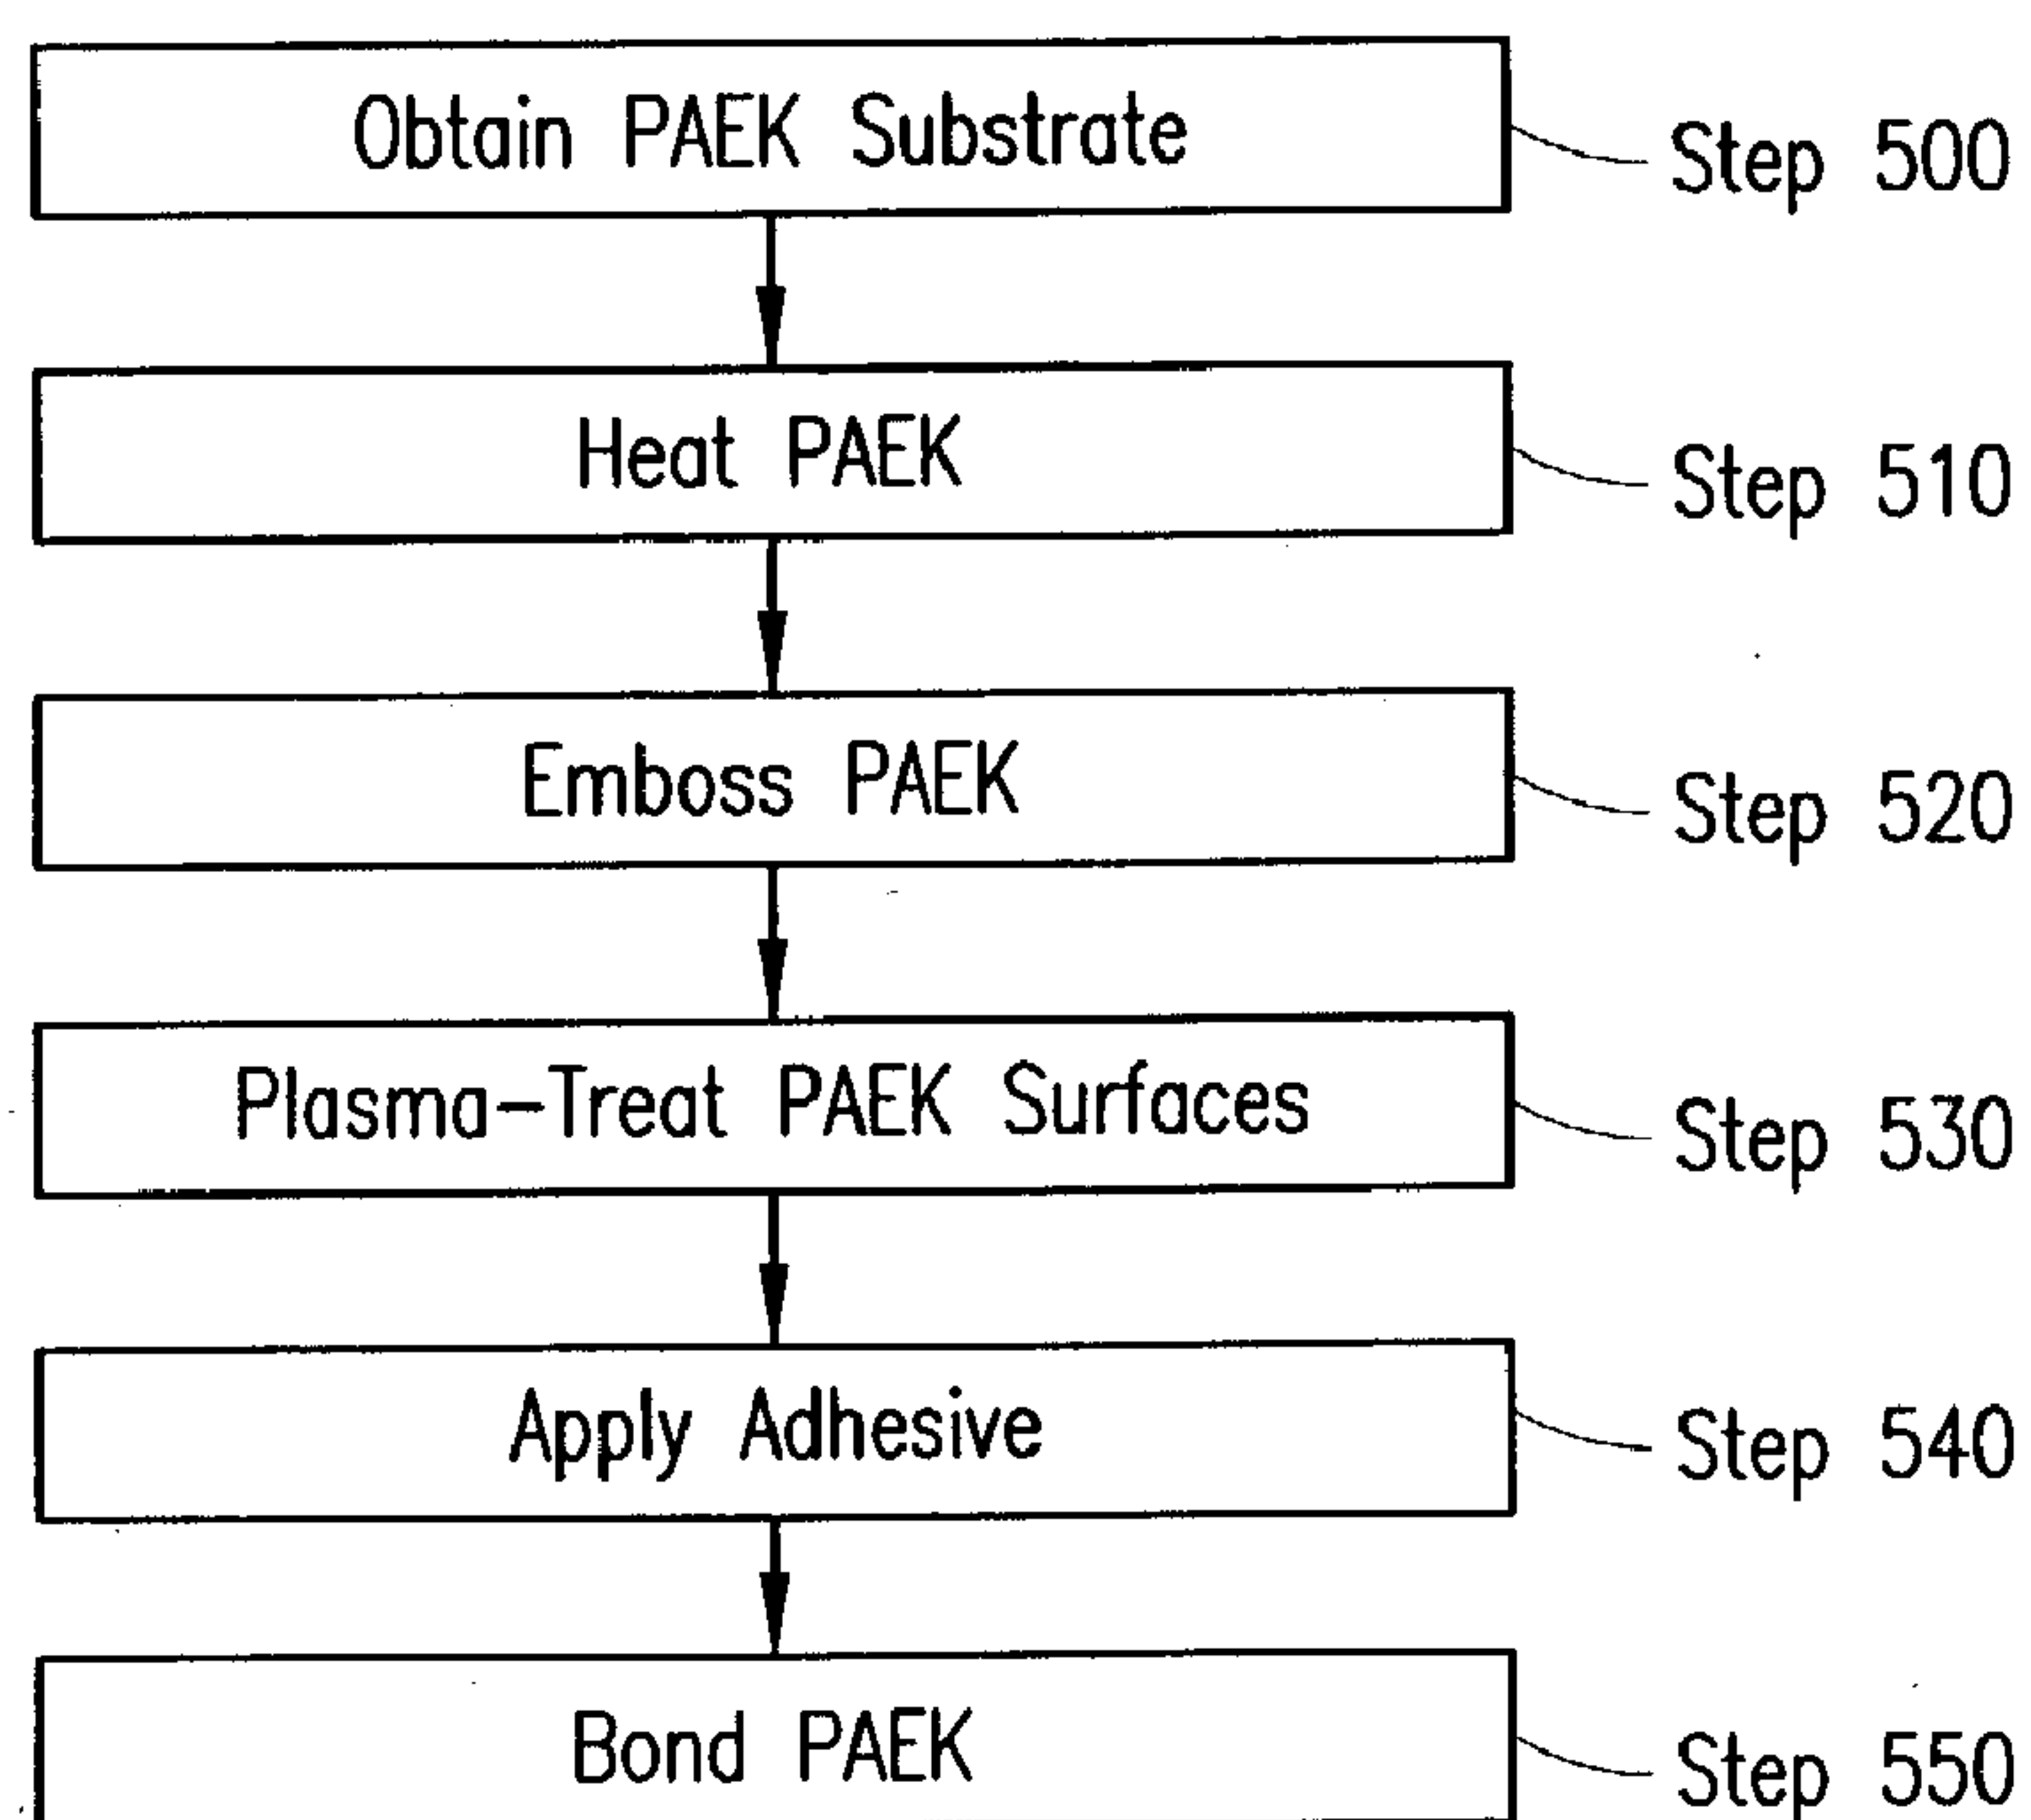 Obtain PAEK Substrate Step 500
Heat PAEK Step 510
Emboss PAEK Step 520
Plasma-Treat PAEK Surfaces Step 530
Apply Adhesive Step 540
Bond PAEK Step 550